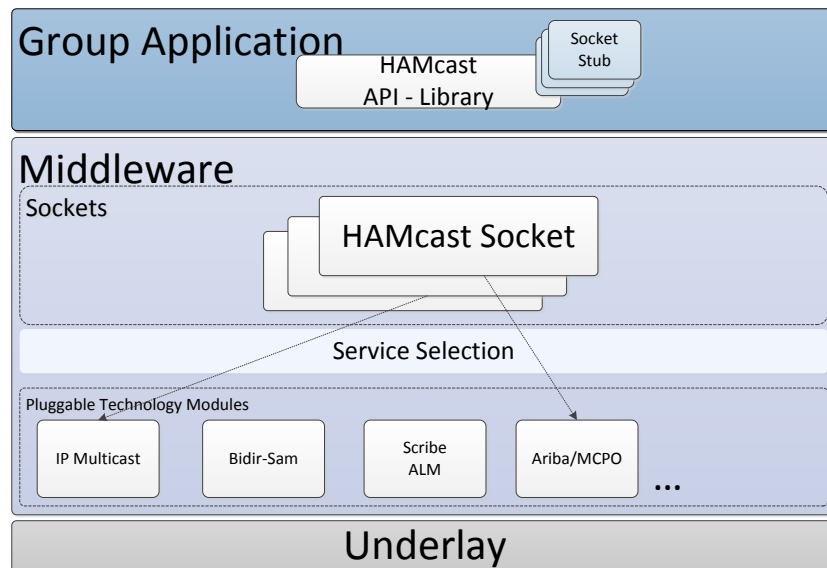 Group Application
HAMcast
API - Library
Socket
Stub
Middleware
Sockets
HAMcast Socket
Service Selection
Pluggable Technology Modules
IP Multicast
Bidir-Sam
Scribe
ALM
Ariba/MCPO
...
Underlay